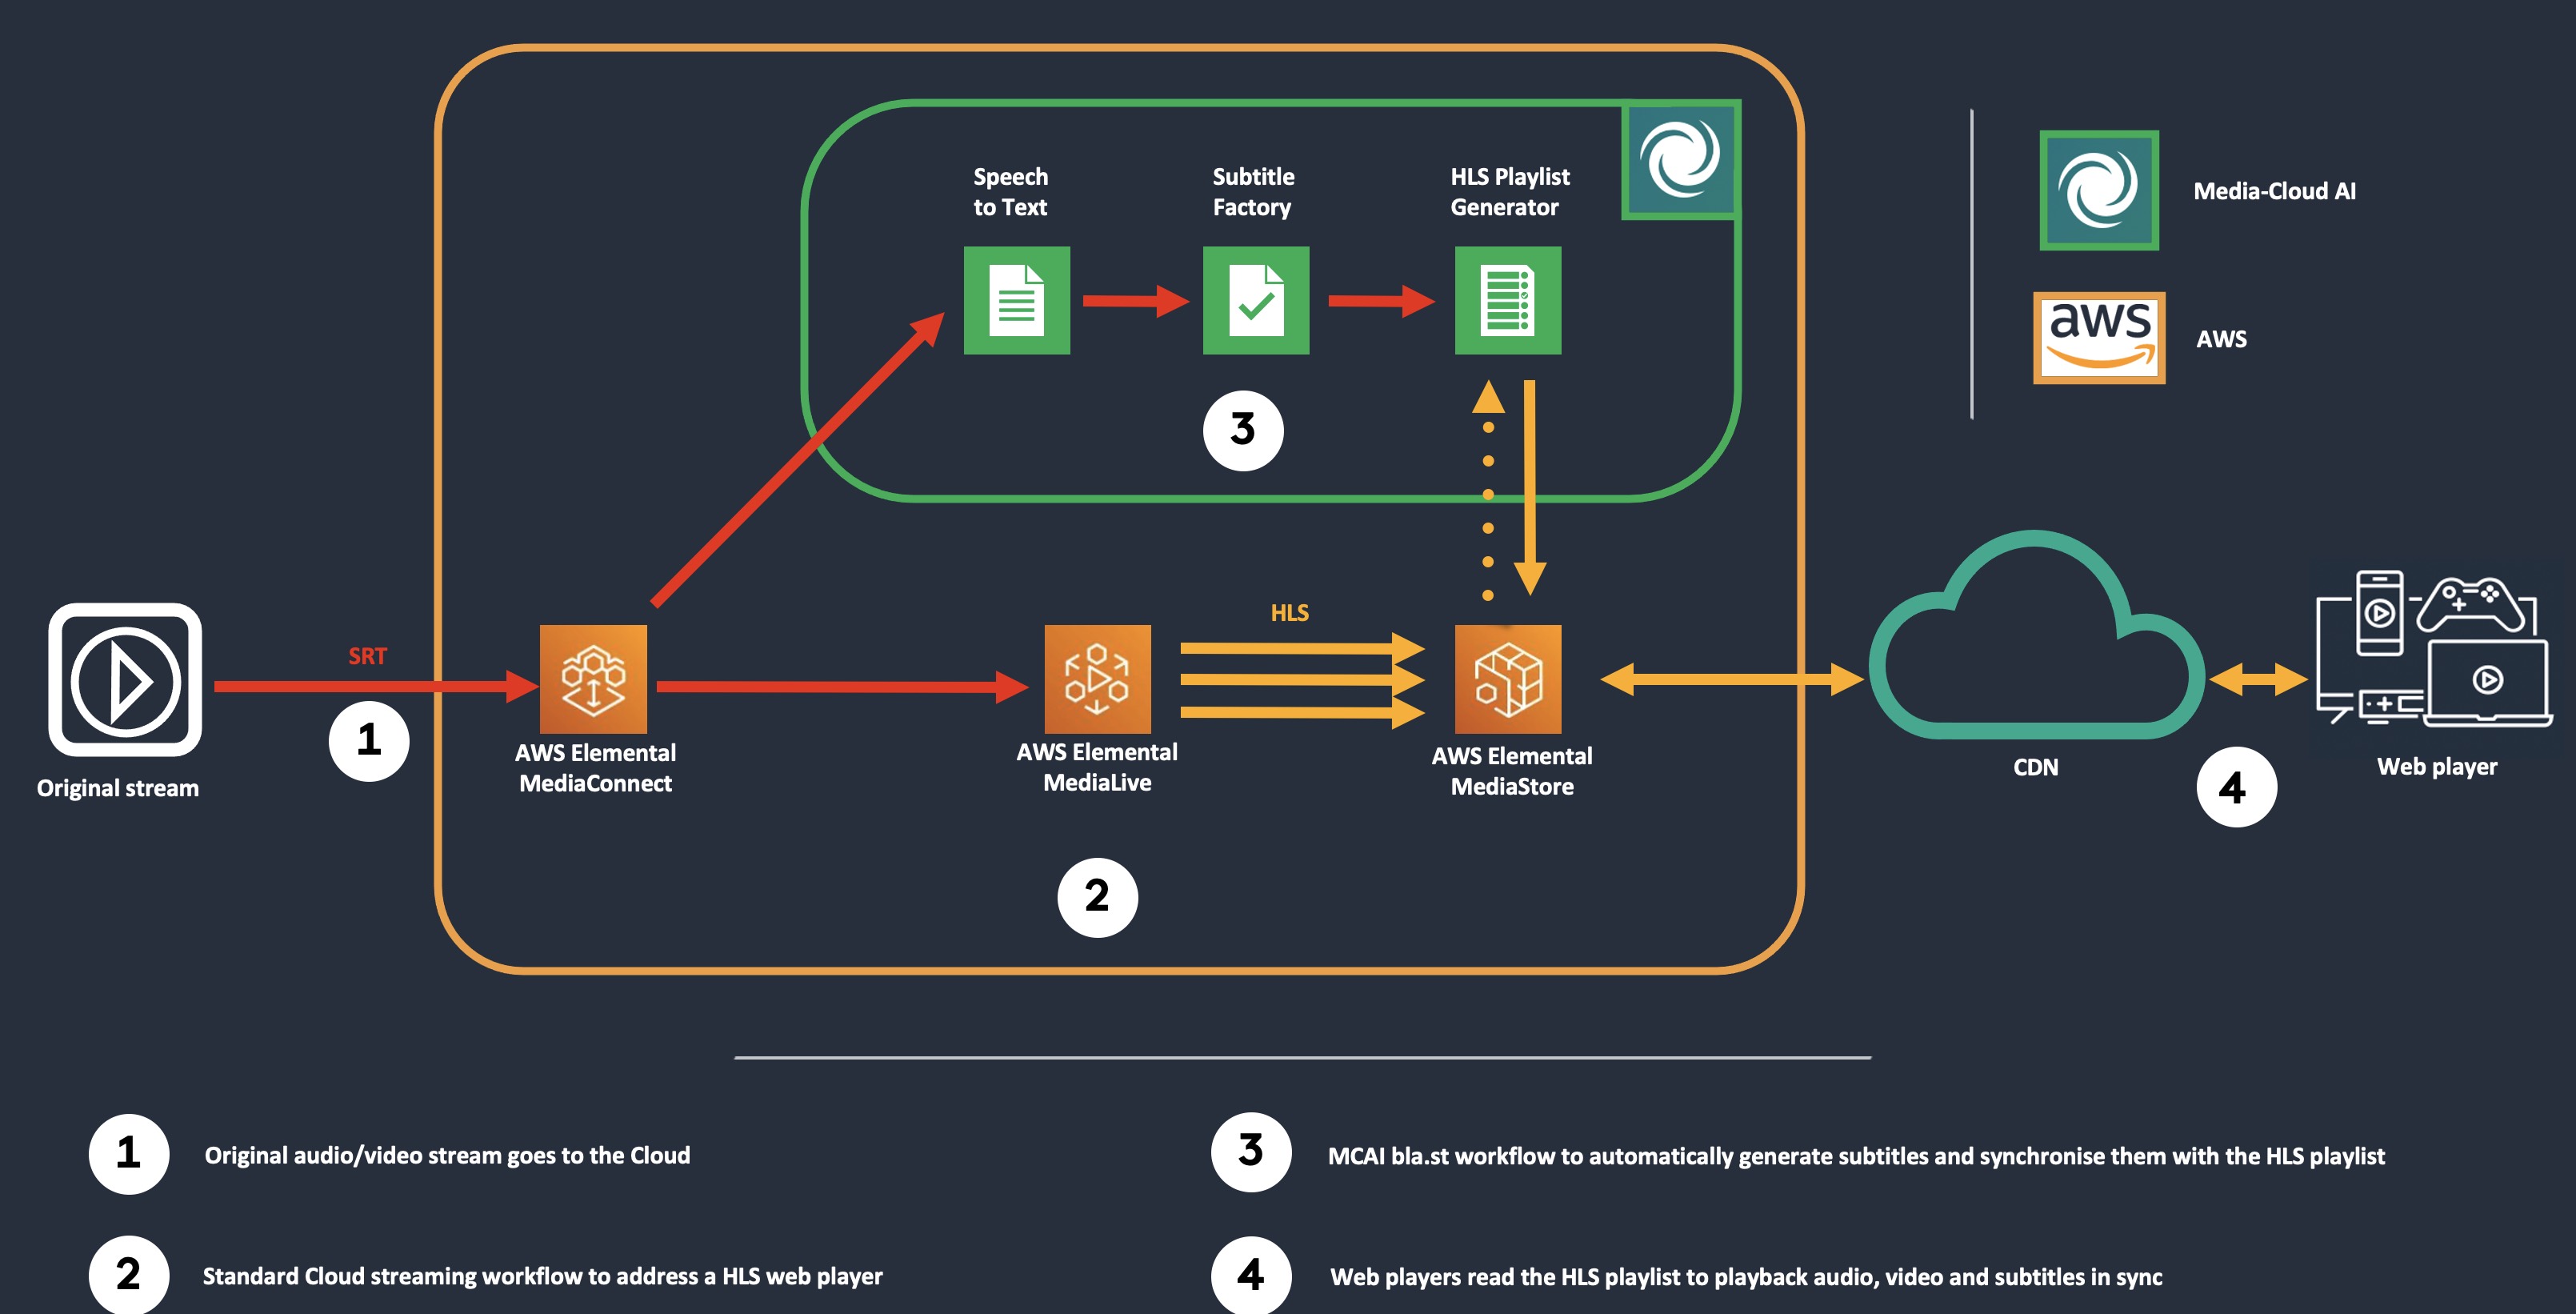 Speech
to Text
Subtitle
Factory
HLS Playlist
Generator
Media-Cloud AI
aws
AWS
3
HLS
SRT
1
Original stream
AWS Elemental
MediaConnect
AWS Elemental
MediaLive
AWS Elemental
MediaStore
CDN
4
Web player
2
1
Original audio/video stream goes to the Cloud
3
MCAI bla.st workflow to automatically generate subtitles and synchronise them with the HLS playlist
2
Standard Cloud streaming workflow to address a HLS web player
4
Web players read the HLS playlist to playback audio, video and subtitles in sync